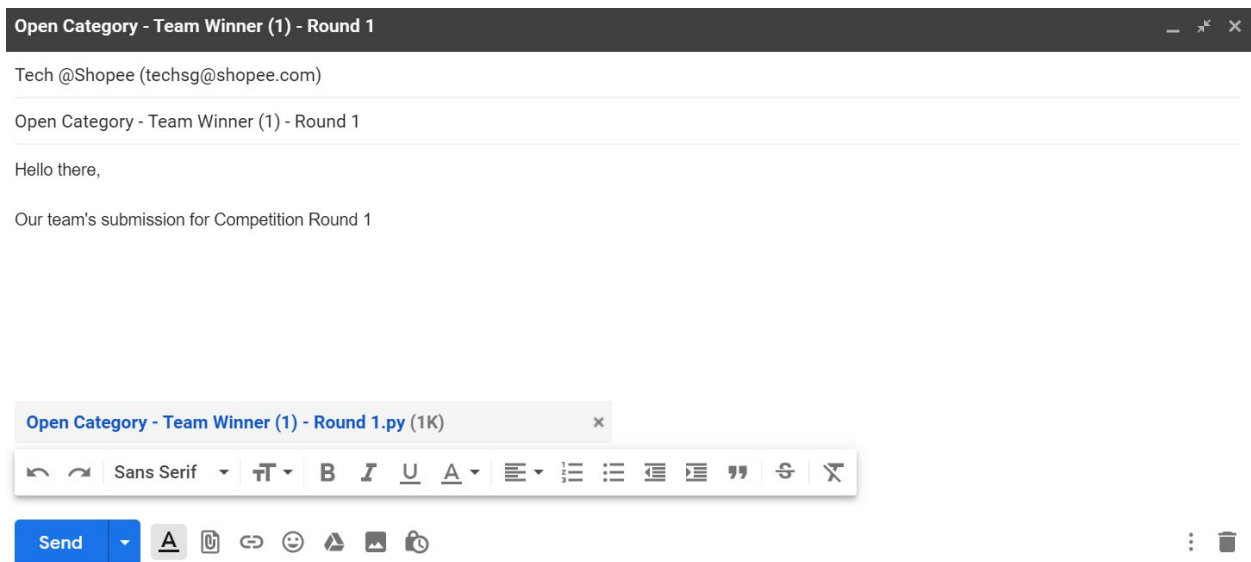 Open Category - Team Winner (1) - Round 1
Tech @Shopee (techsg@shopee.com)
Open Category - Team Winner (1) - Round 1
Hello there,
Our team's submission for Competition Round 1
Open Category - Team Winner (1) - Round 1.py (1K)
Sans Serif
Send